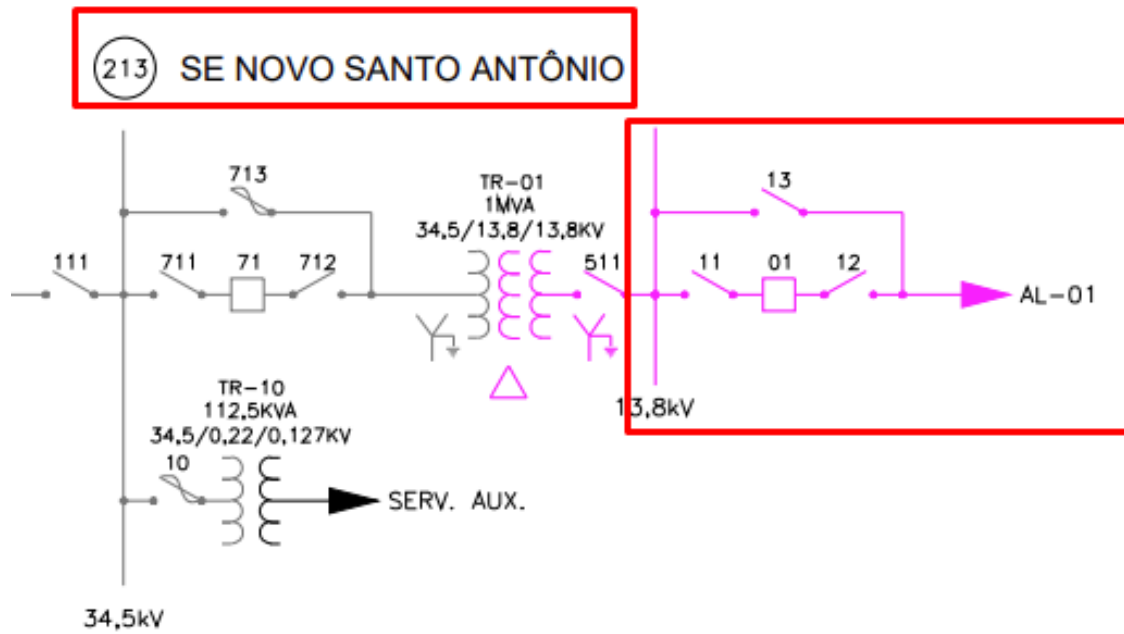 213 SE NOVO SANTO ANTÔNIO
713
TR-01
1MVA
34,5/13,8/13,8KV
13
111
711
71
712
511
11
01
12
AL-01
TR-10
112,5KVA
34,5/0,22/0,127KV
13,8kV
10
SERV. AUX.
34,5kV